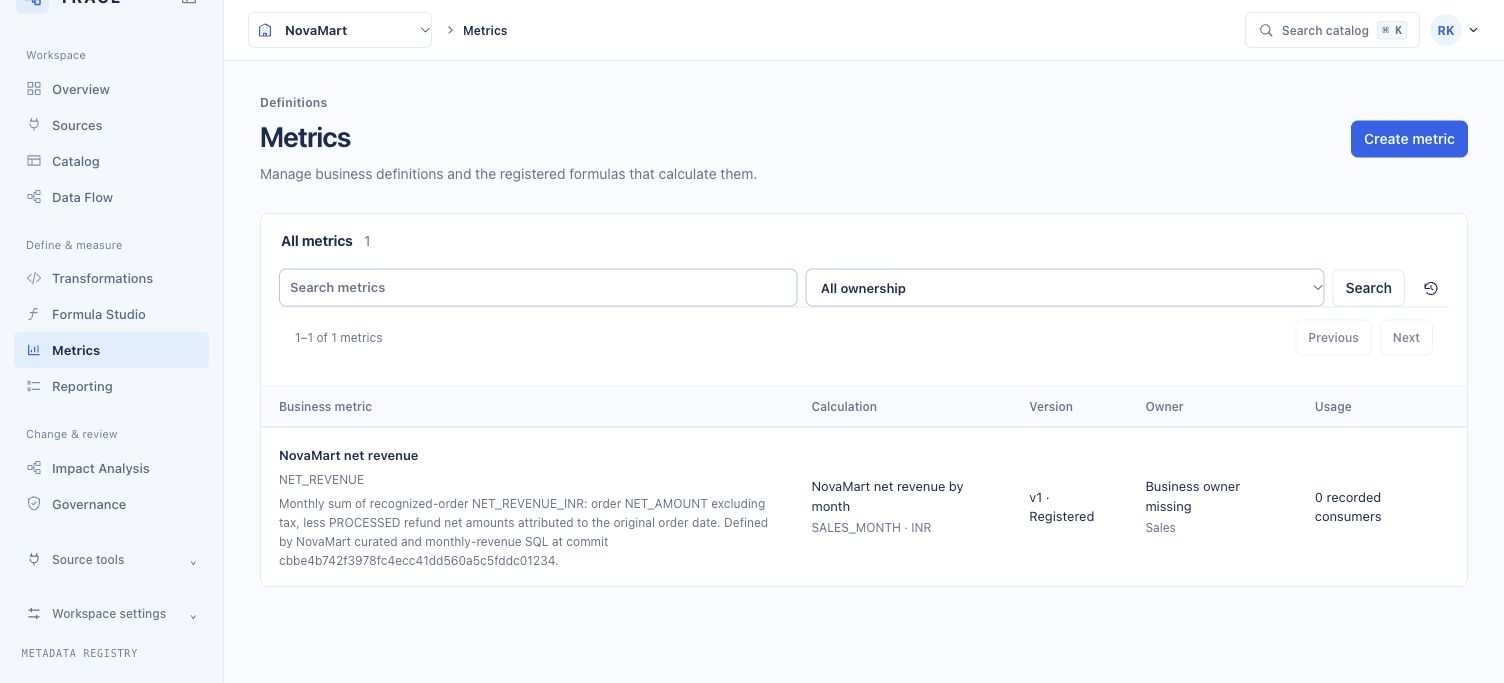 TRACE
NovaMart
Metrics
Search catalog
⌘ K
RK
Workspace
Overview
Sources
Catalog
Data Flow
Define & measure
Transformations
Formula Studio
Metrics
Reporting
Change & review
Impact Analysis
Governance
Source tools
Workspace settings
METADATA REGISTRY
Definitions
Metrics
Create metric
Manage business definitions and the registered formulas that calculate them.
All metrics 1
Search metrics
All ownership
Search
1–1 of 1 metrics
Previous
Next
Business metric
Calculation
Version
Owner
Usage
NovaMart net revenue
NET_REVENUE
Monthly sum of recognized-order NET_REVENUE_INR: order NET_AMOUNT excluding
tax, less PROCESSED refund net amounts attributed to the original order date. Defined
by NovaMart curated and monthly-revenue SQL at commit
cbbe4b742f3978fc4ecc41dd560a5c5fddc01234.
NovaMart net revenue by
month
SALES_MONTH · INR
v1 ·
Registered
Business owner
missing
Sales
0 recorded
consumers